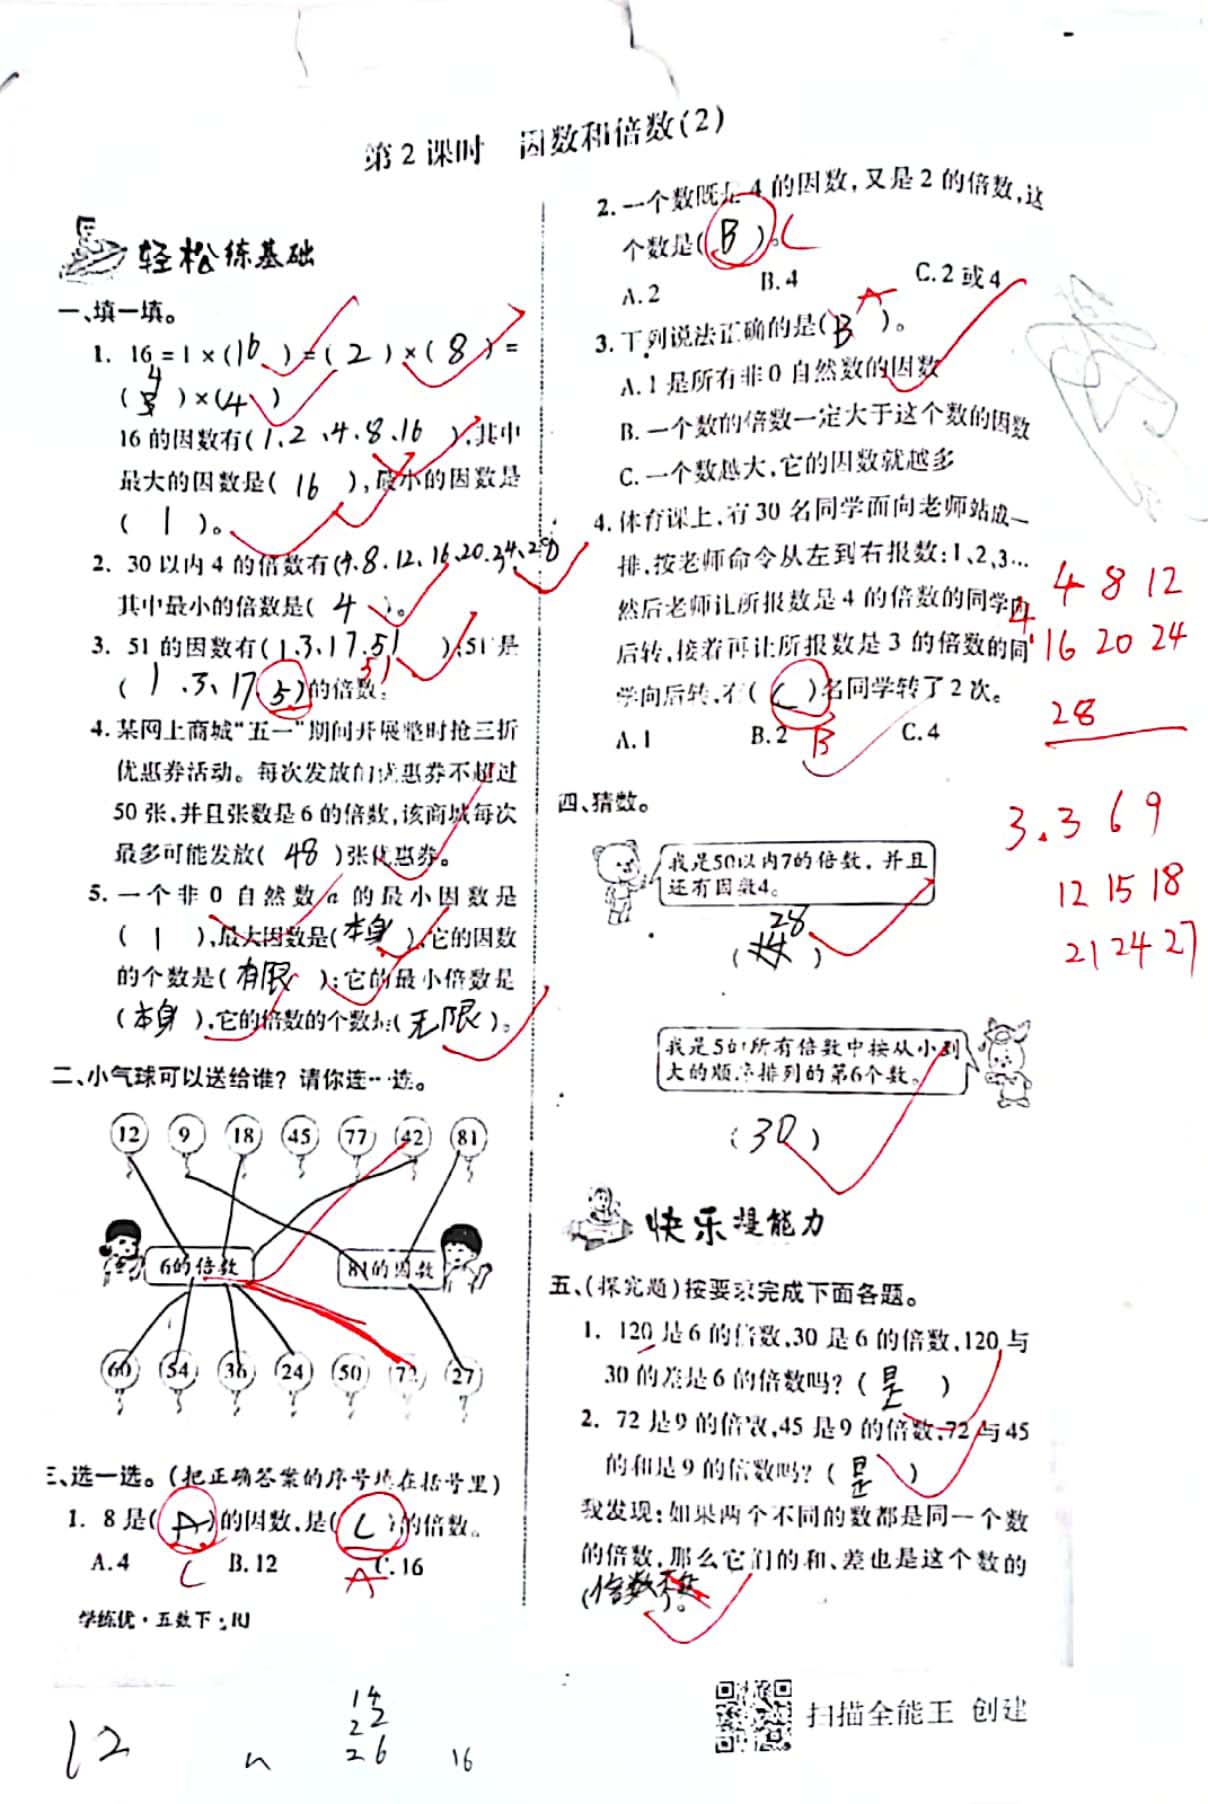 第2课时 因数和倍数(2)
轻松练基础
一、填一填。
1. 16=1×(16)=(2)×(8)=
(4)×(4)
16的因数有(1、2、4、8、16),其中
最大的因数是(16),最小的因数是
(1)。
2. 30以内4的倍数有(4、8、12、16、20、24、28
其中最小的倍数是(4)。
3. 51的因数有(1、3、17、51);51是
(1、3、17、51)的倍数。
51
4. 某网上商城“五一”期间开展整时抢三折
优惠券活动。每次发放的优惠券不超过
50张,并且张数是6的倍数,该商城每次
最多可能发放(48)张优惠券。
5. 一个非0自然数a的最小因数是
(1),最大因数是(本身),它的因数
的个数是(有限);它的最小倍数是
(本身),它的倍数的个数是(无限)。
二、小气球可以送给谁?请你连一连。
12 9 18 45 77 42 81
6的倍数 81的因数
60 54 36 24 50 72 27
三、选一选。(把正确答案的序号填在括号里)
1. 8是(A)的因数,是(C)的倍数。
A.4 B.12 C.16
C A
学练优·五数下·RJ
2. 一个数既是4的因数,又是2的倍数,这
个数是(B)。C
A.2 B.4 C.2或4
3. 下列说法正确的是(B)。
A
A.1是所有非0自然数的因数
B.一个数的倍数一定大于这个数的因数
C.一个数越大,它的因数就越多
4. 体育课上,有30名同学面向老师站成一
排,按老师命令从左到右报数:1、2、3…
然后老师让所报数是4的倍数的同学向
后转,接着再让所报数是3的倍数的同
学向后转,有(C)名同学转了2次。
A.1 B.2 C.4
B
4. 4 8 12
16 20 24
28
3. 3 6 9
12 15 18
21 24 27
四、猜数。
我是50以内7的倍数,并且
还有因数4。
(28)
我是5的所有倍数中按从小到
大的顺序排列的第6个数。
(30)
快乐提能力
五、(探究题)按要求完成下面各题。
1. 120是6的倍数,30是6的倍数,120与
30的差是6的倍数吗?(是)
2. 72是9的倍数,45是9的倍数,72与45
的和是9的倍数吗?(是)
我发现:如果两个不同的数都是同一个数
的倍数,那么它们的和、差也是这个数的
(倍数)。
扫描全能王 创建
12
14
22
26
16